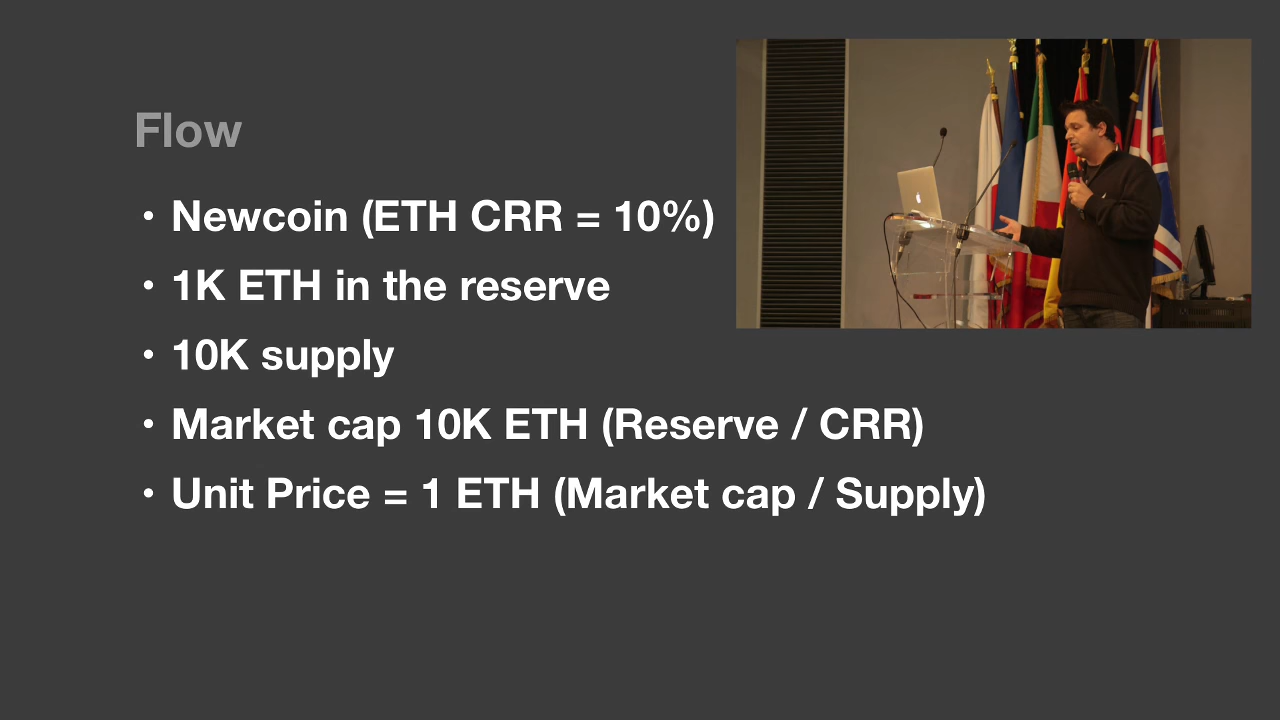 Flow
• Newcoin (ETH CRR = 10%)
• 1K ETH in the reserve
• 10K supply
• Market cap 10K ETH (Reserve / CRR)
• Unit Price = 1 ETH (Market cap / Supply)